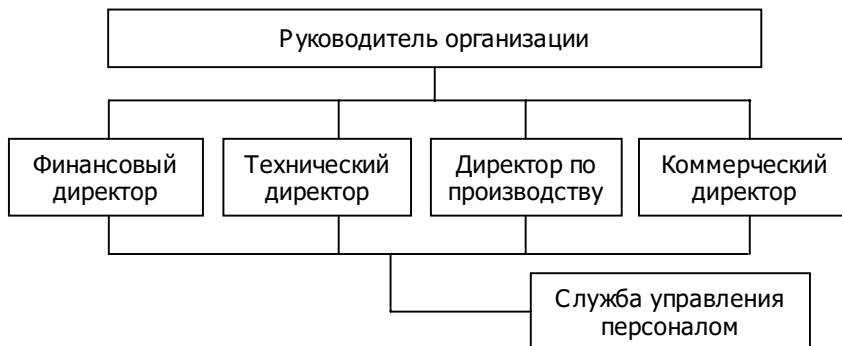 Руководитель организации
Финансовый
директор
Технический
директор
Директор по
производству
Коммерческий
директор
Служба управления
персоналом